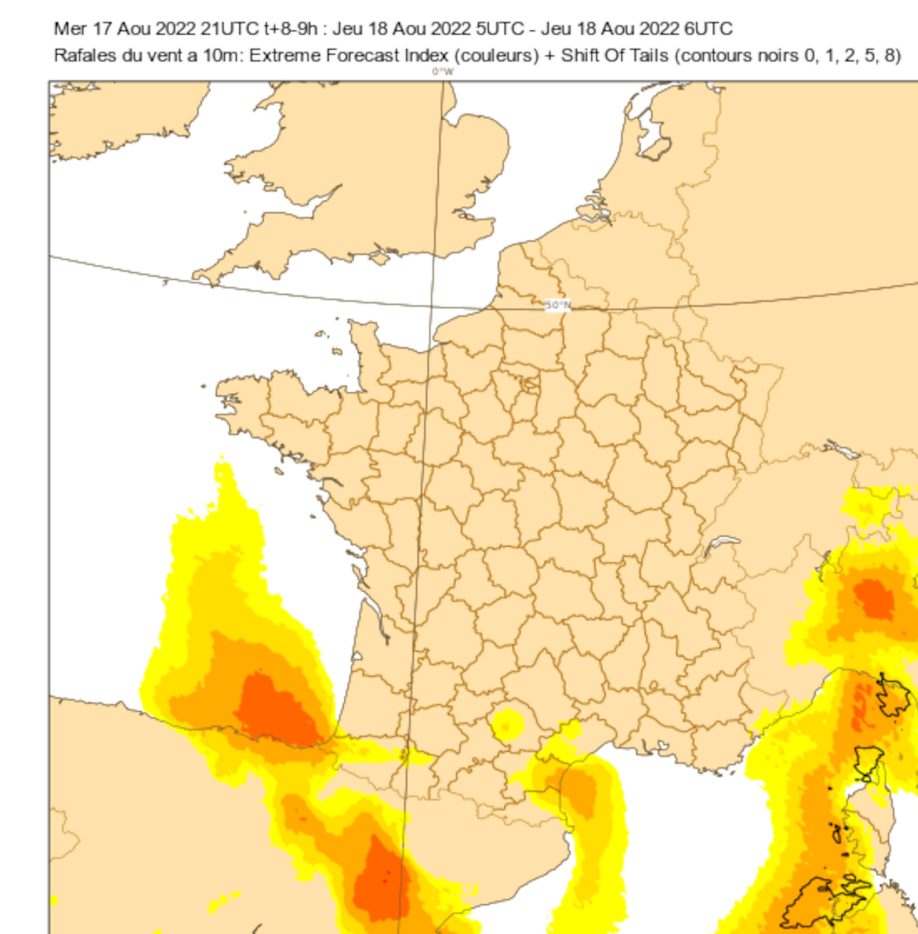 Mer 17 Aou 2022 21UTC t+8-9h : Jeu 18 Aou 2022 5UTC - Jeu 18 Aou 2022 6UTC
Rafales du vent a 10m: Extreme Forecast Index (couleurs) + Shift Of Tails (contours noirs 0, 1, 2, 5, 8)
0°W
50°N